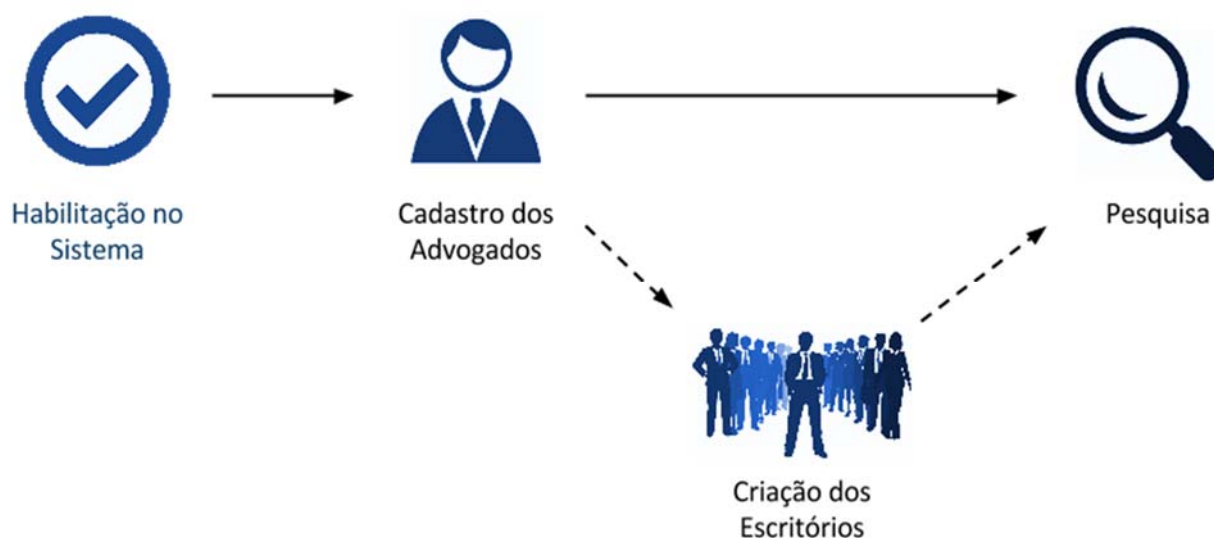 Habilitação no
Sistema
Cadastro dos
Advogados
Pesquisa
Criação dos
Escritórios